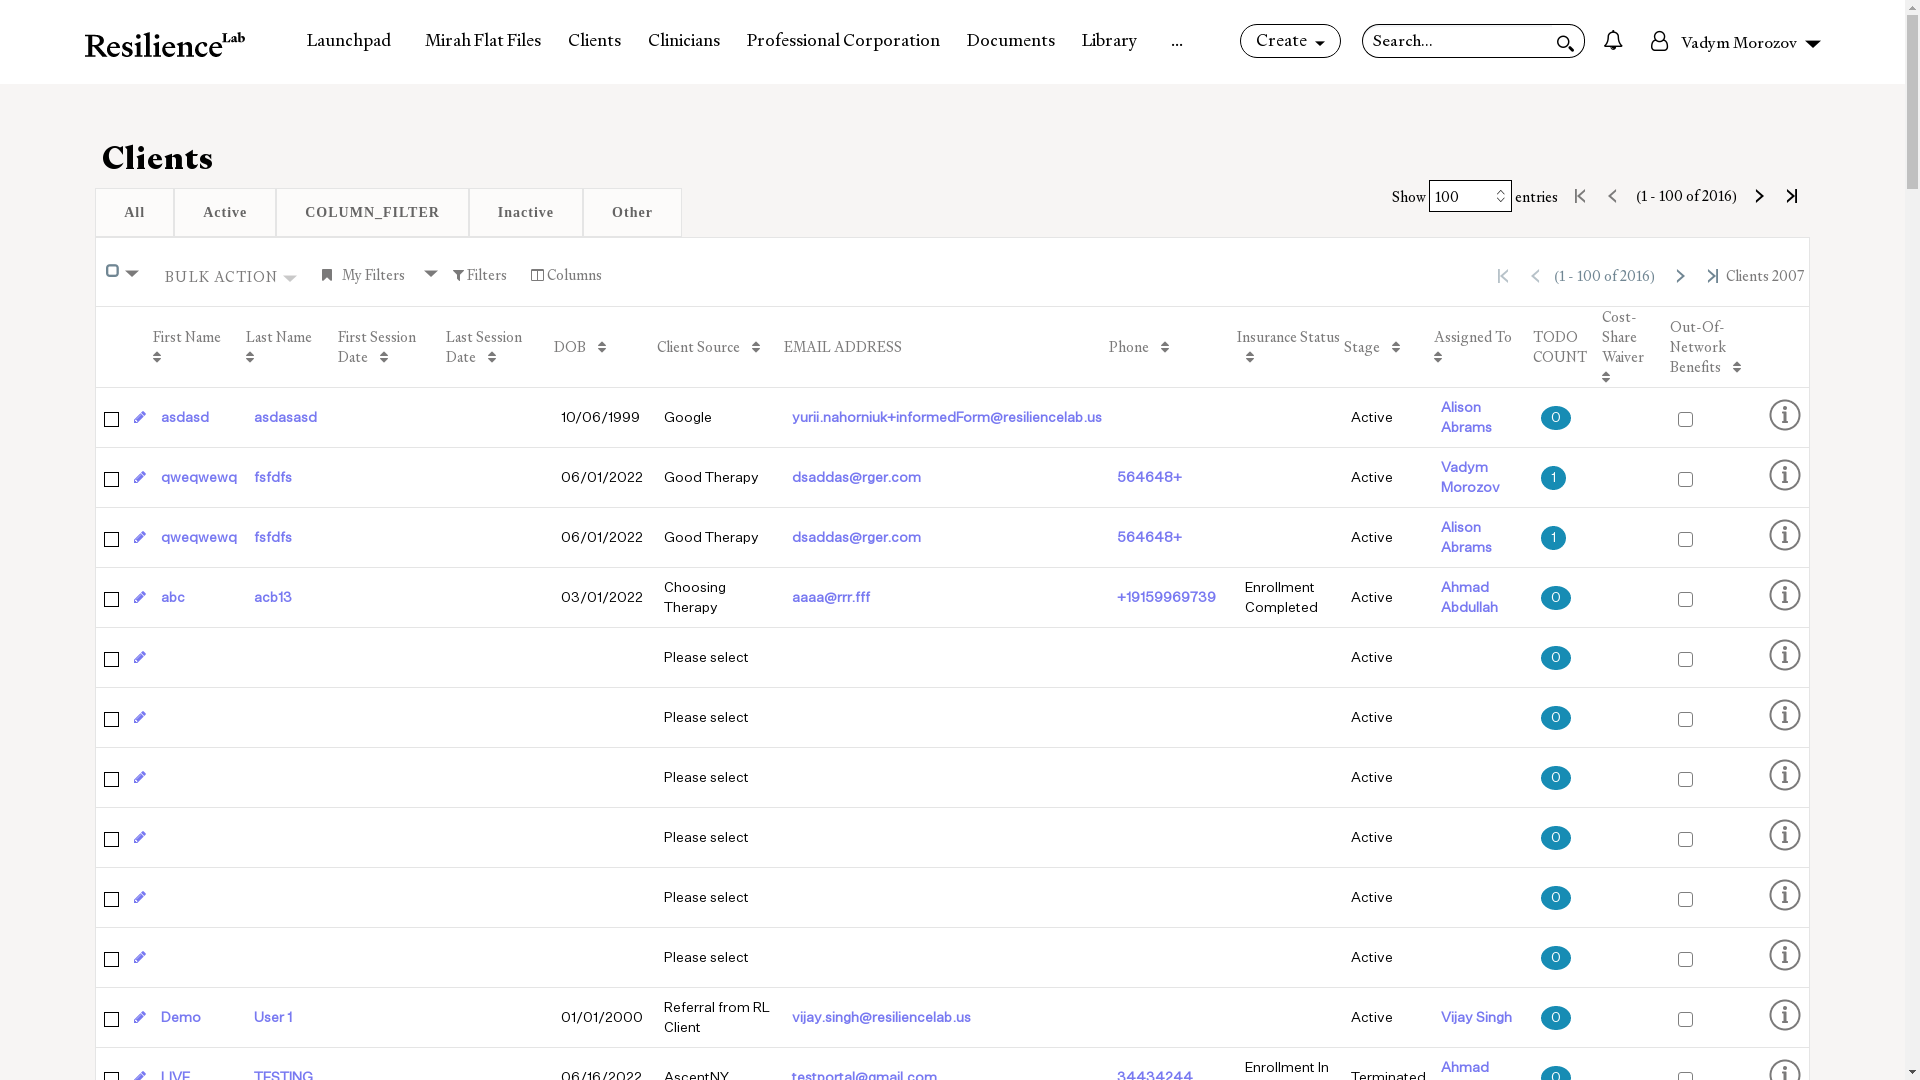 ResilienceLab Launchpad Mirah Flat Files Clients Clinicians Professional Corporation Documents Library ... Create Search... Vadym Morozov
Clients
All Active COLUMN_FILTER Inactive Other
Show 100 entries (1 - 100 of 2016)
BULK ACTION My Filters Filters Columns (1 - 100 of 2016) Clients 2007
First Name Last Name First Session Date Last Session Date DOB Client Source EMAIL ADDRESS Phone Insurance Status Stage Assigned To TODO COUNT Cost-Share Waiver Out-Of-Network Benefits
asdasd asdasasd 10/06/1999 Google yurii.nahorniuk+informedForm@resiliencelab.us Active Alison Abrams 0
qweqwewq fsfdfs 06/01/2022 Good Therapy dsaddas@rger.com 564648+ Active Vadym Morozov 1
qweqwewq fsfdfs 06/01/2022 Good Therapy dsaddas@rger.com 564648+ Active Alison Abrams 1
abc acb13 03/01/2022 Choosing Therapy aaaa@rrr.fff +19159969739 Enrollment Completed Active Ahmad Abdullah 0
Please select Active 0
Please select Active 0
Please select Active 0
Please select Active 0
Please select Active 0
Please select Active 0
Demo User 1 01/01/2000 Referral from RL Client vijay.singh@resiliencelab.us Active Vijay Singh 0
LIVE TESTING 06/16/2022 AscentNY testportal@gmail.com 34434244 Enrollment In Terminated Ahmad 0